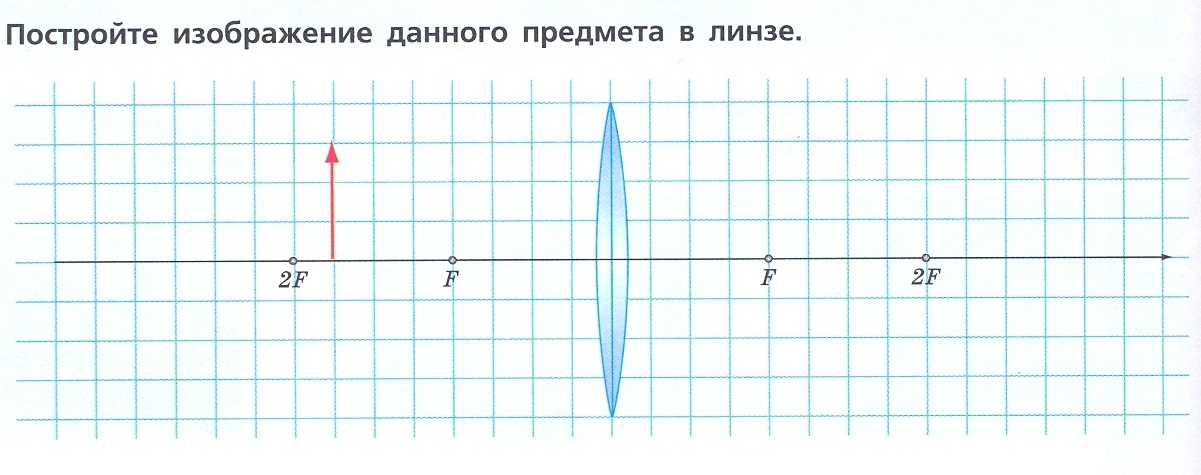 Постройте изображение данного предмета в линзе.
2F F F 2F